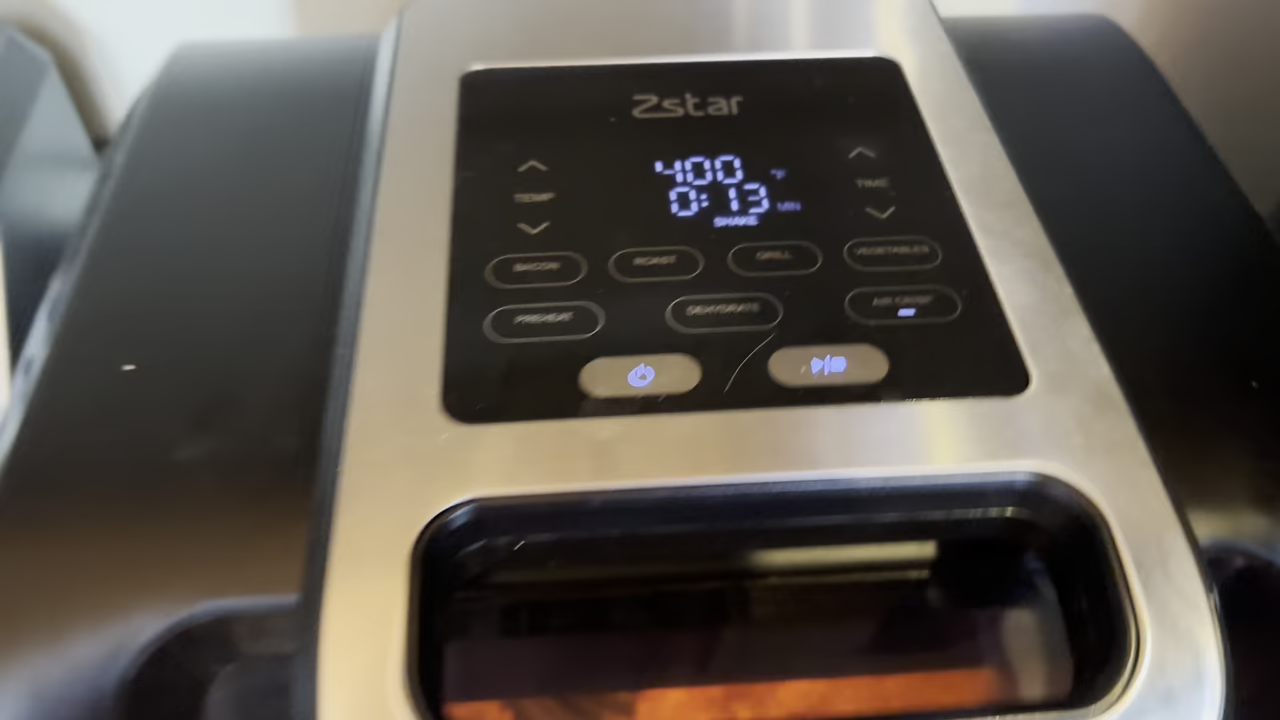 Zstar
400 °F
TEMP
TIME
0:13 MIN
SHAKE
BACON
ROAST
GRILL
VEGETABLES
PREHEAT
DEHYDRATE
AIR CRISP